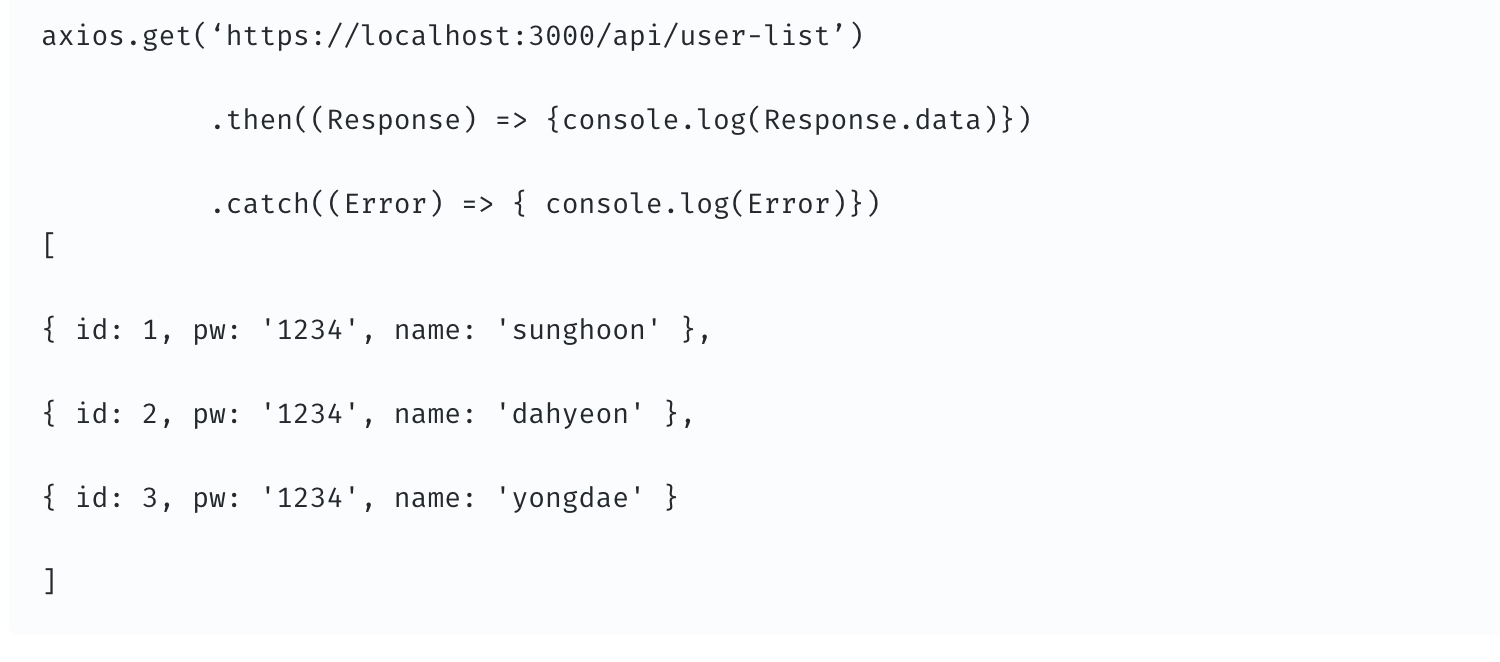 axios.get(‘https://localhost:3000/api/user-list’)
.then((Response) => {console.log(Response.data)})
.catch((Error) => { console.log(Error)})
[
{ id: 1, pw: '1234', name: 'sunghoon' },
{ id: 2, pw: '1234', name: 'dahyeon' },
{ id: 3, pw: '1234', name: 'yongdae' }
]